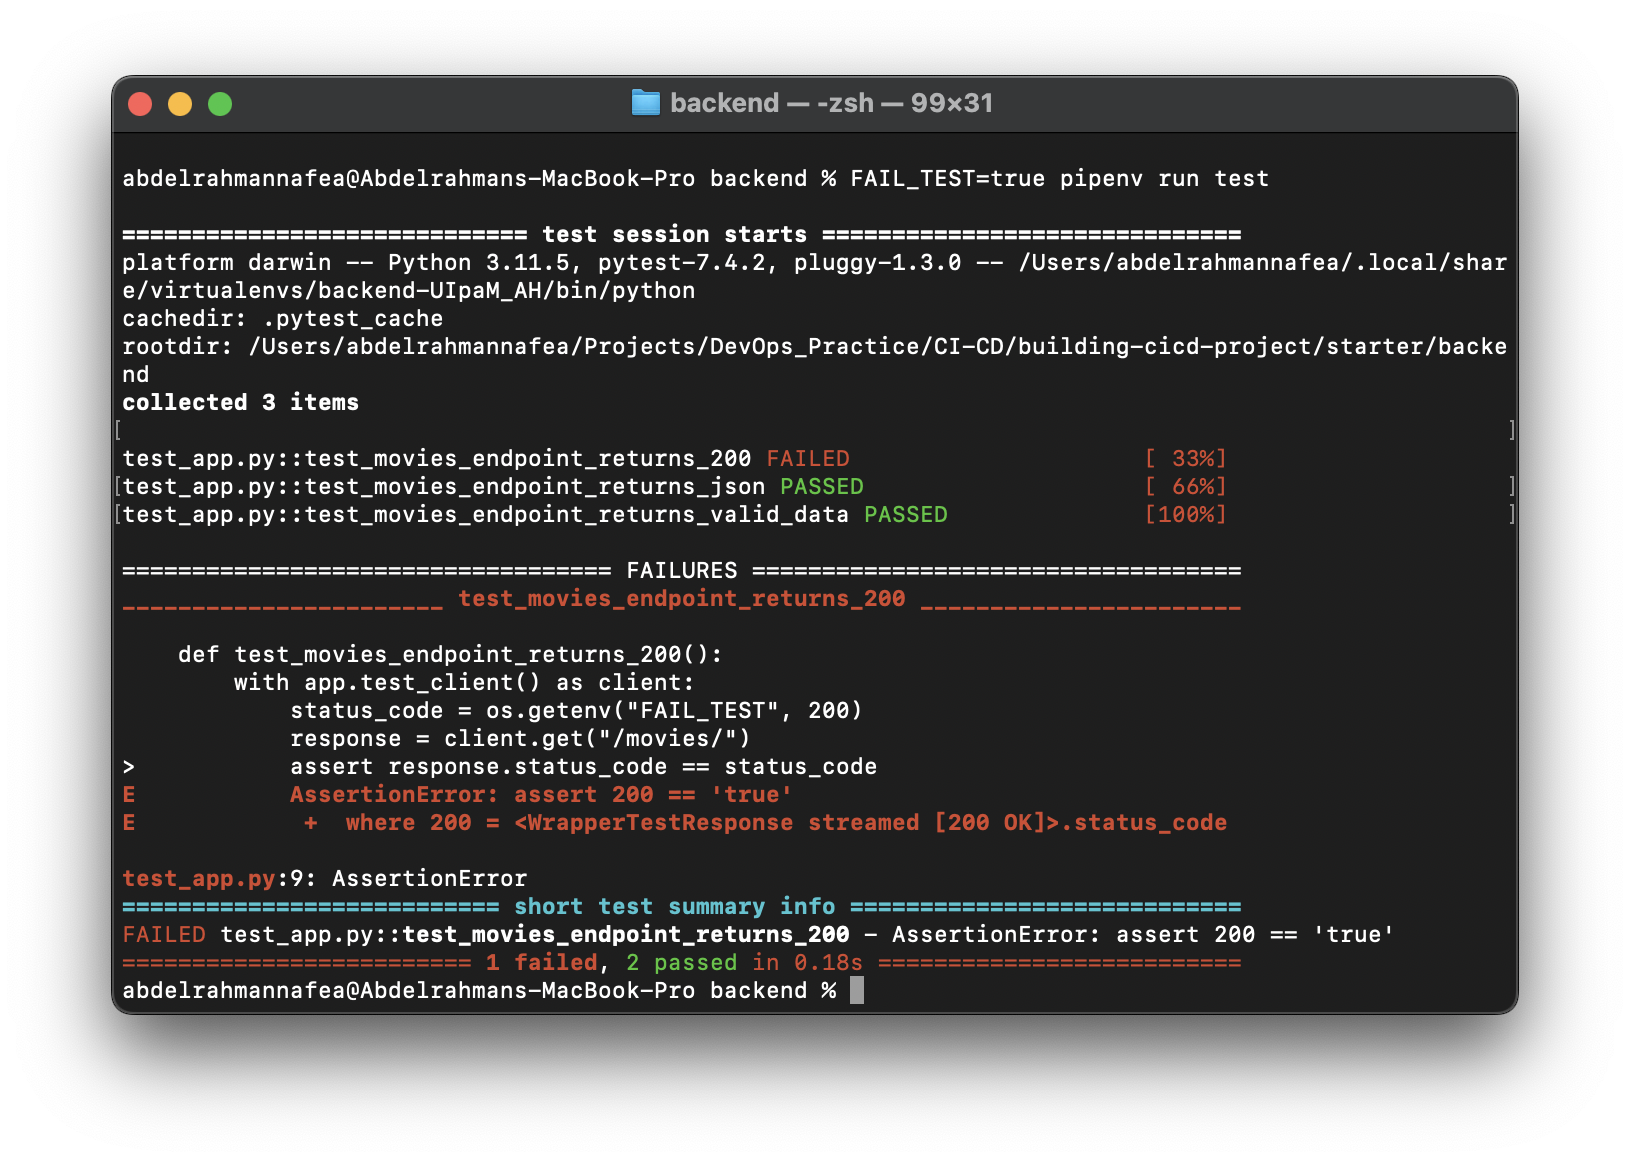 backend — -zsh — 99×31
abdelrahmannafea@Abdelrahmans-MacBook-Pro backend % FAIL_TEST=true pipenv run test
============================= test session starts ==============================
platform darwin -- Python 3.11.5, pytest-7.4.2, pluggy-1.3.0 -- /Users/abdelrahmannafea/.local/shar
e/virtualenvs/backend-UIpaM_AH/bin/python
cachedir: .pytest_cache
rootdir: /Users/abdelrahmannafea/Projects/DevOps_Practice/CI-CD/building-cicd-project/starter/backe
nd
collected 3 items
[ ]
test_app.py::test_movies_endpoint_returns_200 FAILED                     [ 33%]
[test_app.py::test_movies_endpoint_returns_json PASSED                    [ 66%] ]
[test_app.py::test_movies_endpoint_returns_valid_data PASSED              [100%] ]
=================================== FAILURES ===================================
_______________________ test_movies_endpoint_returns_200 _______________________
    def test_movies_endpoint_returns_200():
        with app.test_client() as client:
            status_code = os.getenv("FAIL_TEST", 200)
            response = client.get("/movies/")
>           assert response.status_code == status_code
E           AssertionError: assert 200 == 'true'
E            +  where 200 = <WrapperTestResponse streamed [200 OK]>.status_code
test_app.py:9: AssertionError
=========================== short test summary info ============================
FAILED test_app.py::test_movies_endpoint_returns_200 - AssertionError: assert 200 == 'true'
========================= 1 failed, 2 passed in 0.18s ==========================
abdelrahmannafea@Abdelrahmans-MacBook-Pro backend %